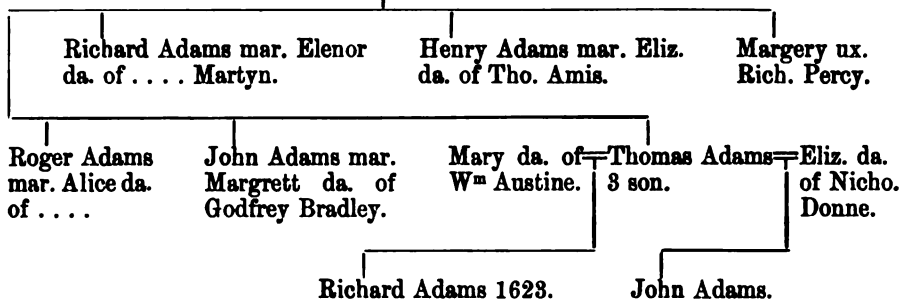 Richard Adams mar. Elenor
da. of . . . . Martyn.
Henry Adams mar. Eliz.
da. of Tho. Amis.
Margery ux.
Rich. Percy.
Roger Adams
mar. Alice da.
of . . . .
John Adams mar.
Margrett da. of
Godfrey Bradley.
Mary da. of
Wᵐ Austine.
Thomas Adams
3 son.
Eliz. da.
of Nicho.
Donne.
Richard Adams 1623.
John Adams.